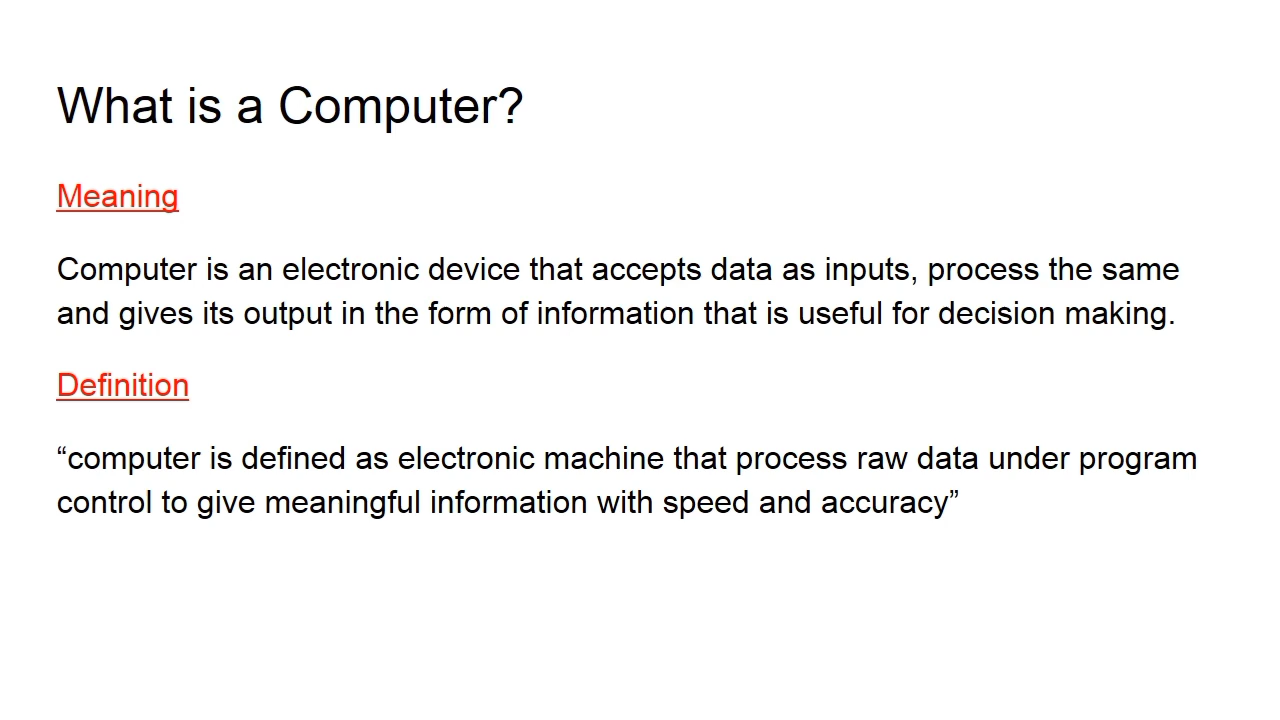 What is a Computer?
Meaning
Computer is an electronic device that accepts data as inputs, process the same
and gives its output in the form of information that is useful for decision making.
Definition
“computer is defined as electronic machine that process raw data under program
control to give meaningful information with speed and accuracy”